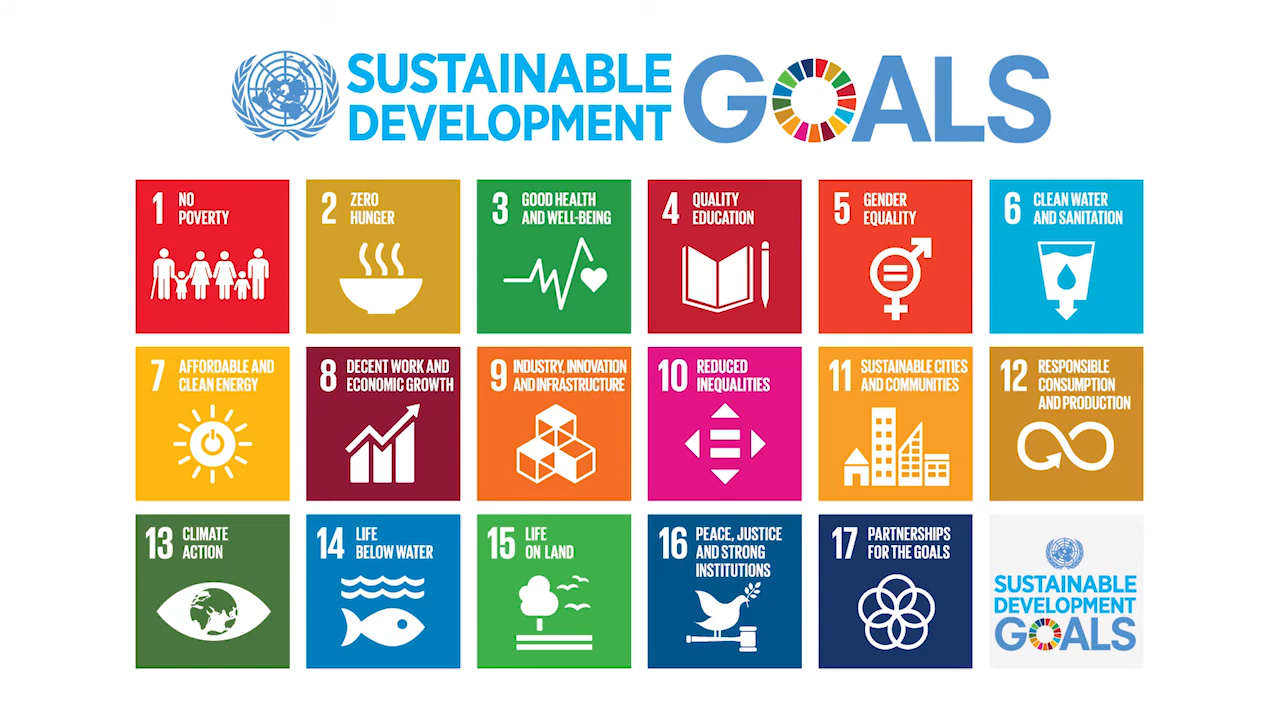 SUSTAINABLE
DEVELOPMENT
GOALS
1 NO
POVERTY
2 ZERO
HUNGER
3 GOOD HEALTH
AND WELL-BEING
4 QUALITY
EDUCATION
5 GENDER
EQUALITY
6 CLEAN WATER
AND SANITATION
7 AFFORDABLE AND
CLEAN ENERGY
8 DECENT WORK AND
ECONOMIC GROWTH
9 INDUSTRY, INNOVATION
AND INFRASTRUCTURE
10 REDUCED
INEQUALITIES
11 SUSTAINABLE CITIES
AND COMMUNITIES
12 RESPONSIBLE
CONSUMPTION
AND PRODUCTION
13 CLIMATE
ACTION
14 LIFE
BELOW WATER
15 LIFE
ON LAND
16 PEACE, JUSTICE
AND STRONG
INSTITUTIONS
17 PARTNERSHIPS
FOR THE GOALS
SUSTAINABLE
DEVELOPMENT
GOALS